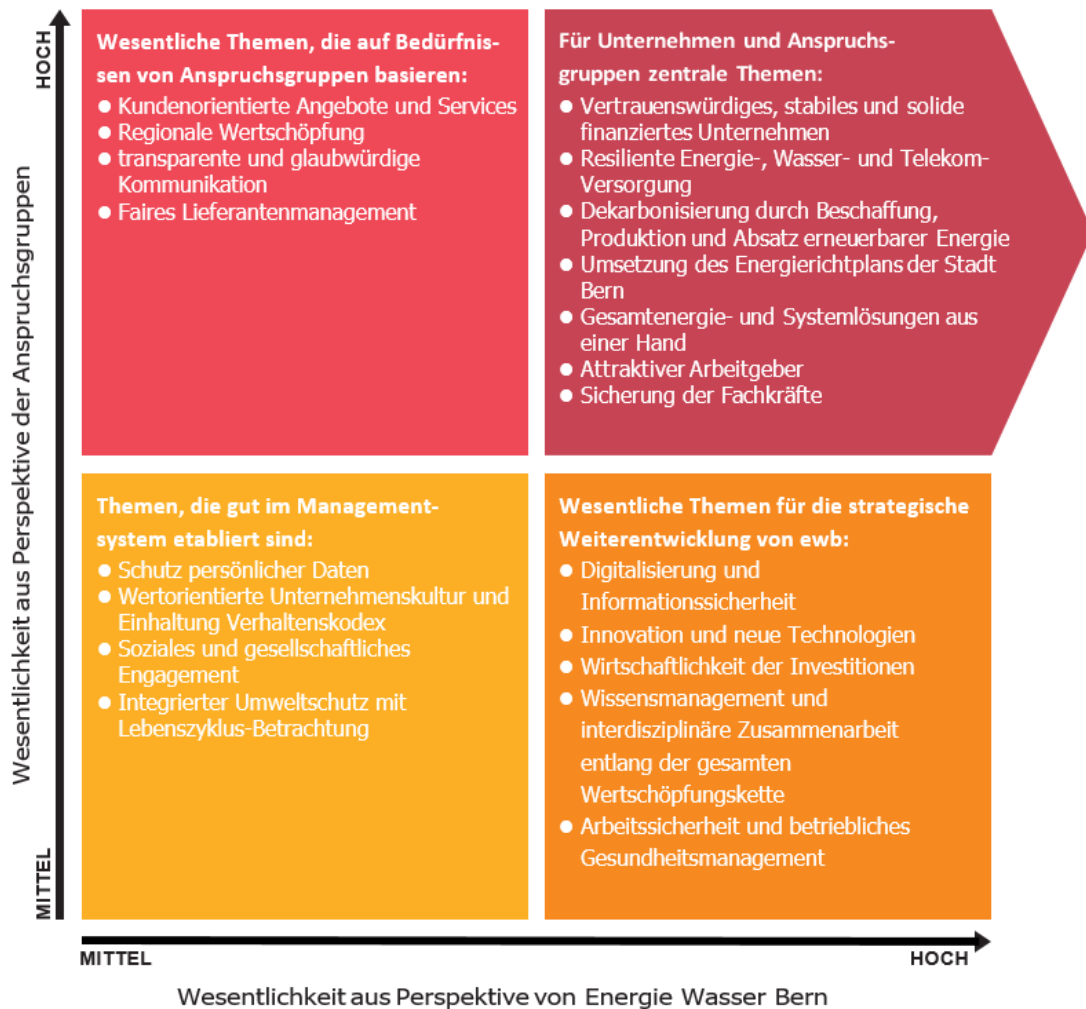 HOCH
Wesentlichkeit aus Perspektive der Anspruchsgruppen
MITTEL
Wesentliche Themen, die auf Bedürfnis-
sen von Anspruchsgruppen basieren:
● Kundenorientierte Angebote und Services
● Regionale Wertschöpfung
● transparente und glaubwürdige
Kommunikation
● Faires Lieferantenmanagement
Für Unternehmen und Anspruchs-
gruppen zentrale Themen:
● Vertrauenswürdiges, stabiles und solide
finanziertes Unternehmen
● Resiliente Energie-, Wasser- und Telekom-
Versorgung
● Dekarbonisierung durch Beschaffung,
Produktion und Absatz erneuerbarer Energie
● Umsetzung des Energierichtplans der Stadt
Bern
● Gesamtenergie- und Systemlösungen aus
einer Hand
● Attraktiver Arbeitgeber
● Sicherung der Fachkräfte
Themen, die gut im Management-
system etabliert sind:
● Schutz persönlicher Daten
● Wertorientierte Unternehmenskultur und
Einhaltung Verhaltenskodex
● Soziales und gesellschaftliches
Engagement
● Integrierter Umweltschutz mit
Lebenszyklus-Betrachtung
Wesentliche Themen für die strategische
Weiterentwicklung von ewb:
● Digitalisierung und
Informationssicherheit
● Innovation und neue Technologien
● Wirtschaftlichkeit der Investitionen
● Wissensmanagement und
interdisziplinäre Zusammenarbeit
entlang der gesamten
Wertschöpfungskette
● Arbeitssicherheit und betriebliches
Gesundheitsmanagement
MITTEL
HOCH
Wesentlichkeit aus Perspektive von Energie Wasser Bern